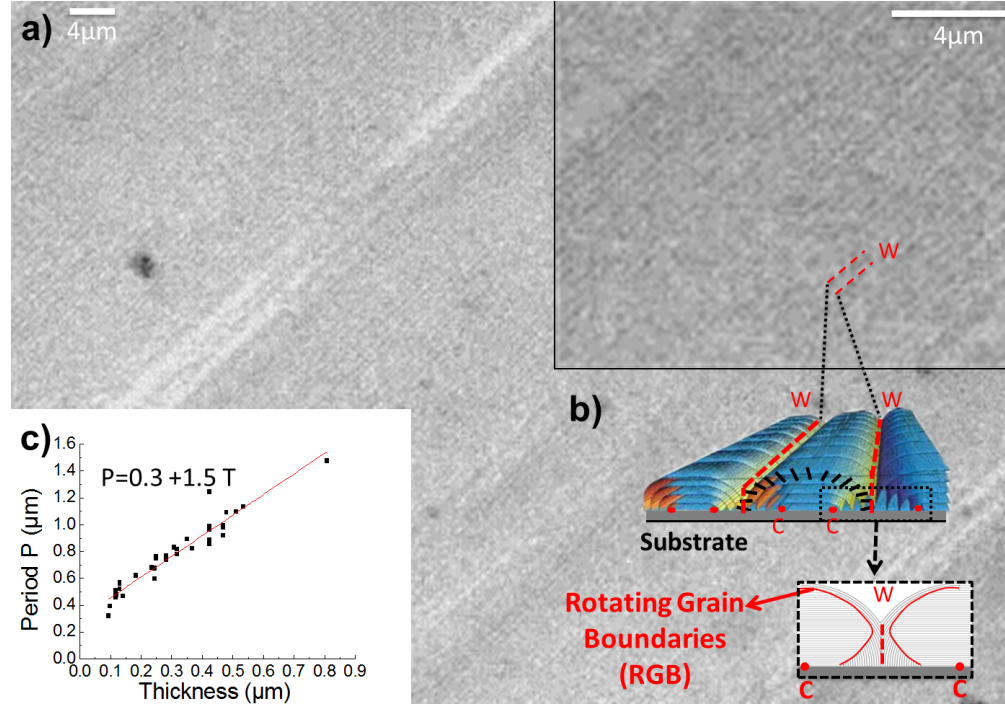 a)
4μm
4μm
W
b)
W
W
C
C
Substrate
W
Rotating Grain
Boundaries
(RGB)
C
C
c)
P=0.3 +1.5 T
Period P (μm)
1.6
1.4
1.2
1.0
0.8
0.6
0.4
0.2
0.0
0.0 0.1 0.2 0.3 0.4 0.5 0.6 0.7 0.8 0.9
Thickness (μm)